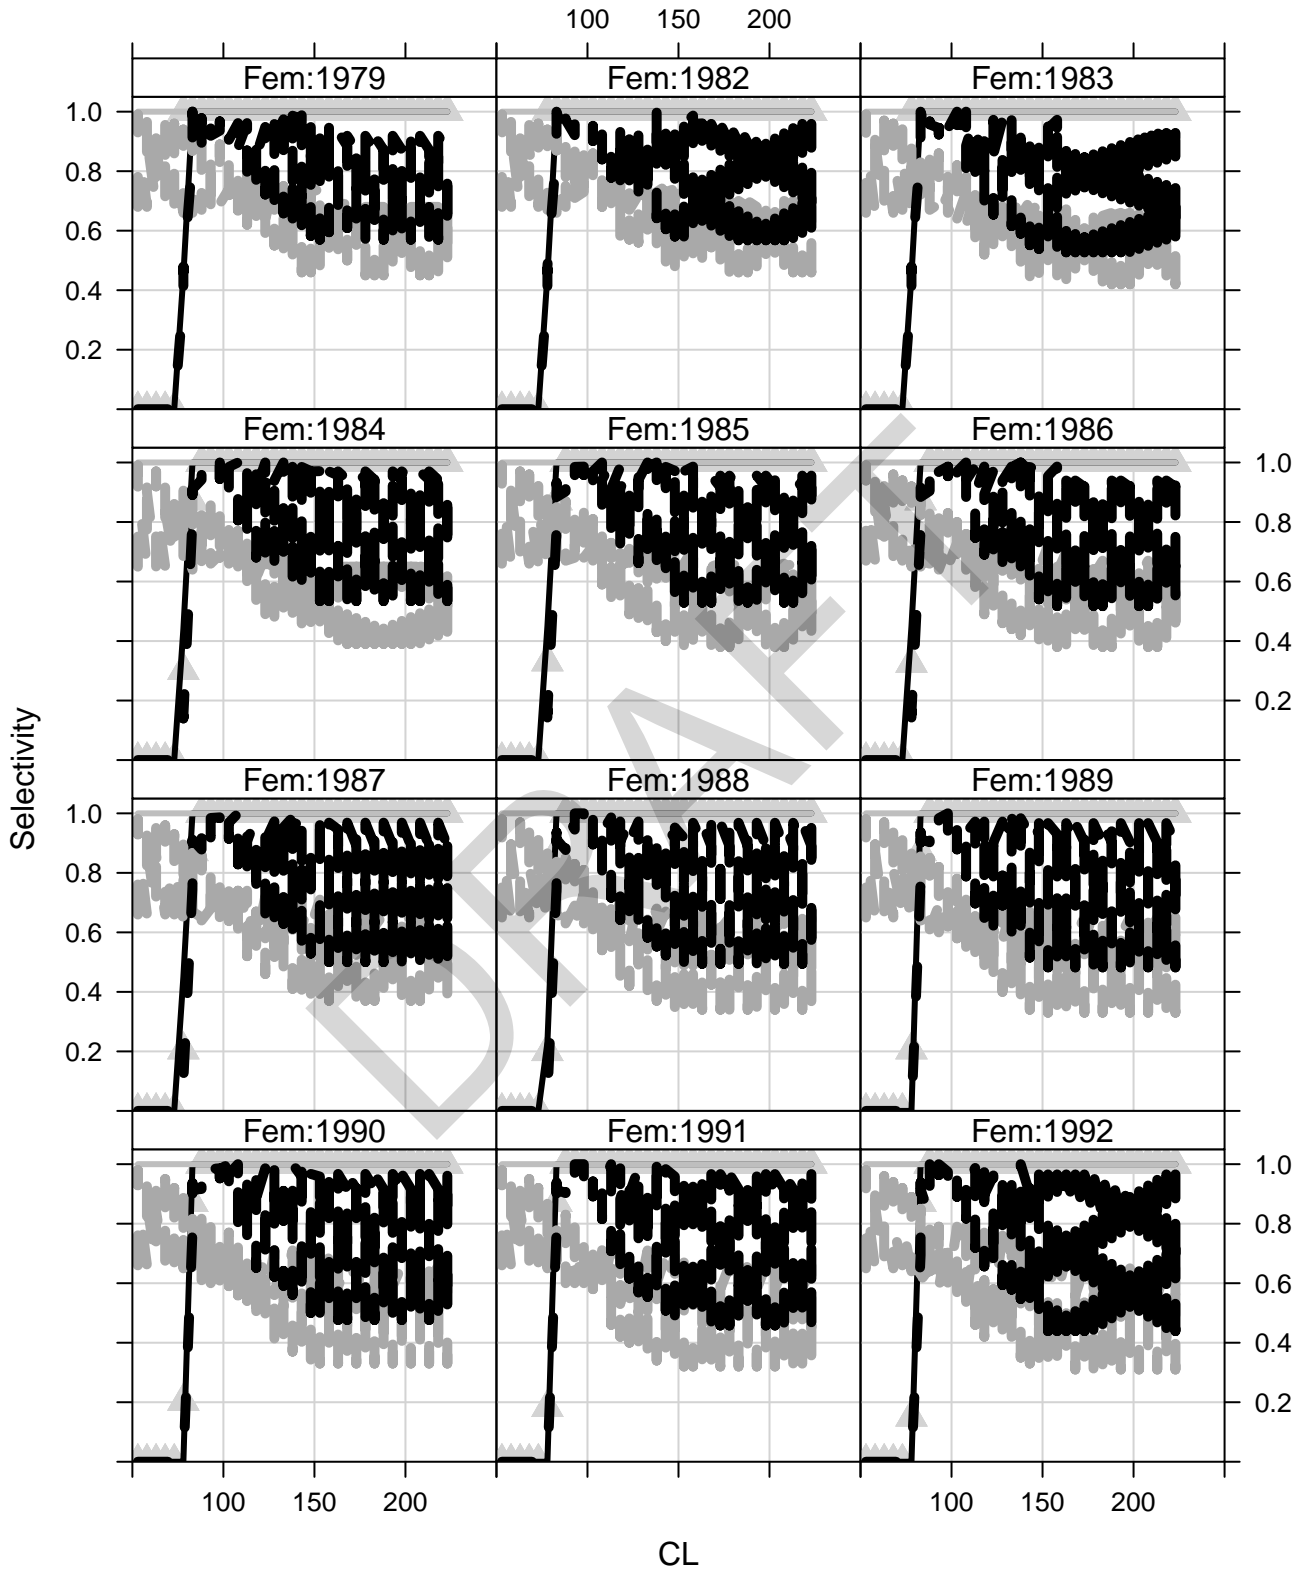 100 150 200
Fem:1979 Fem:1982 Fem:1983
1.0
0.8
0.6
0.4
0.2
Fem:1984 Fem:1985 Fem:1986
1.0
0.8
0.6
0.4
0.2
Fem:1987 Fem:1988 Fem:1989
1.0
0.8
0.6
0.4
0.2
Fem:1990 Fem:1991 Fem:1992
1.0
0.8
0.6
0.4
0.2
100 150 200 100 150 200
Selectivity
CL
DRAFT